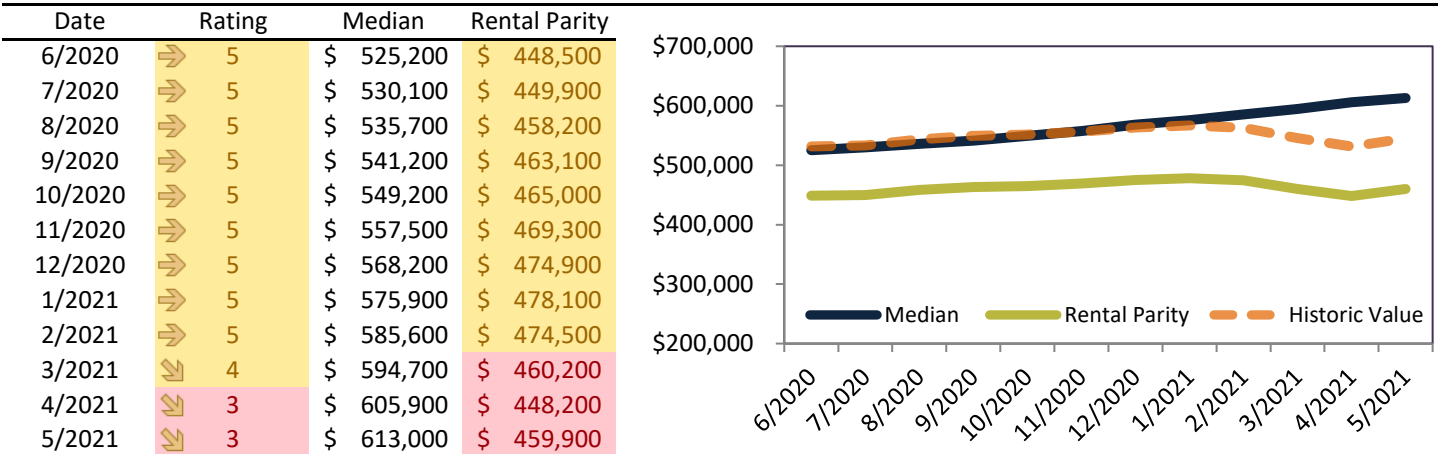 Date Rating Median Rental Parity
6/2020 5 $ 525,200 $ 448,500
7/2020 5 $ 530,100 $ 449,900
8/2020 5 $ 535,700 $ 458,200
9/2020 5 $ 541,200 $ 463,100
10/2020 5 $ 549,200 $ 465,000
11/2020 5 $ 557,500 $ 469,300
12/2020 5 $ 568,200 $ 474,900
1/2021 5 $ 575,900 $ 478,100
2/2021 5 $ 585,600 $ 474,500
3/2021 4 $ 594,700 $ 460,200
4/2021 3 $ 605,900 $ 448,200
5/2021 3 $ 613,000 $ 459,900
$700,000
$600,000
$500,000
$400,000
$300,000
$200,000
Median Rental Parity Historic Value
6/2020 7/2020 8/2020 9/2020 10/2020 11/2020 12/2020 1/2021 2/2021 3/2021 4/2021 5/2021